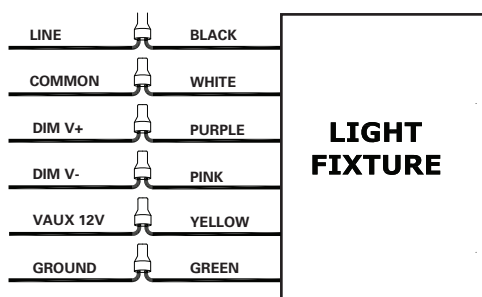 LINE BLACK
COMMON WHITE
DIM V+ PURPLE
DIM V- PINK
VAUX 12V YELLOW
GROUND GREEN
LIGHT
FIXTURE